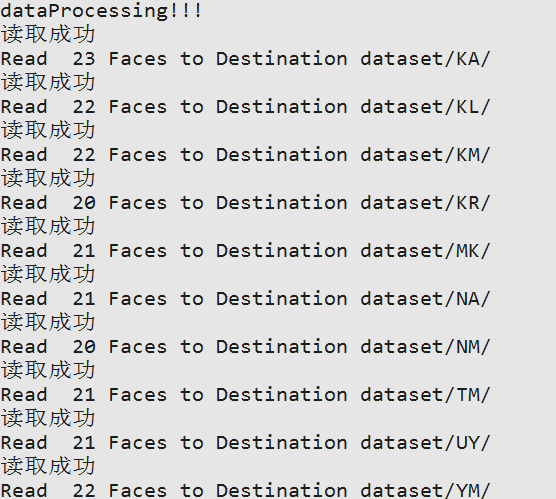 dataProcessing!!!
读取成功
Read  23 Faces to Destination dataset/KA/
读取成功
Read  22 Faces to Destination dataset/KL/
读取成功
Read  22 Faces to Destination dataset/KM/
读取成功
Read  20 Faces to Destination dataset/KR/
读取成功
Read  21 Faces to Destination dataset/MK/
读取成功
Read  21 Faces to Destination dataset/NA/
读取成功
Read  20 Faces to Destination dataset/NM/
读取成功
Read  21 Faces to Destination dataset/TM/
读取成功
Read  21 Faces to Destination dataset/UY/
读取成功
Read  22 Faces to Destination dataset/YM/